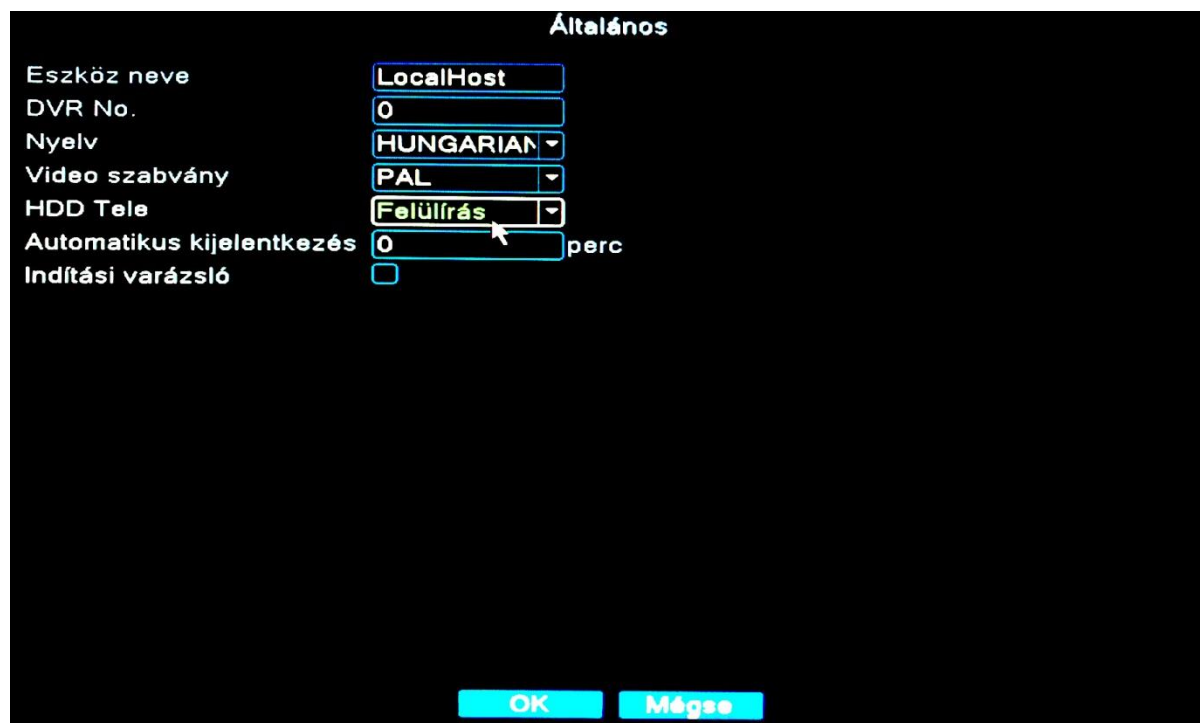 Általános
Eszköz neve LocalHost
DVR No. 0
Nyelv HUNGARIAN
Video szabvány PAL
HDD Tele Felülírás
Automatikus kijelentkezés 0 perc
Indítási varázsló
OK Mégse